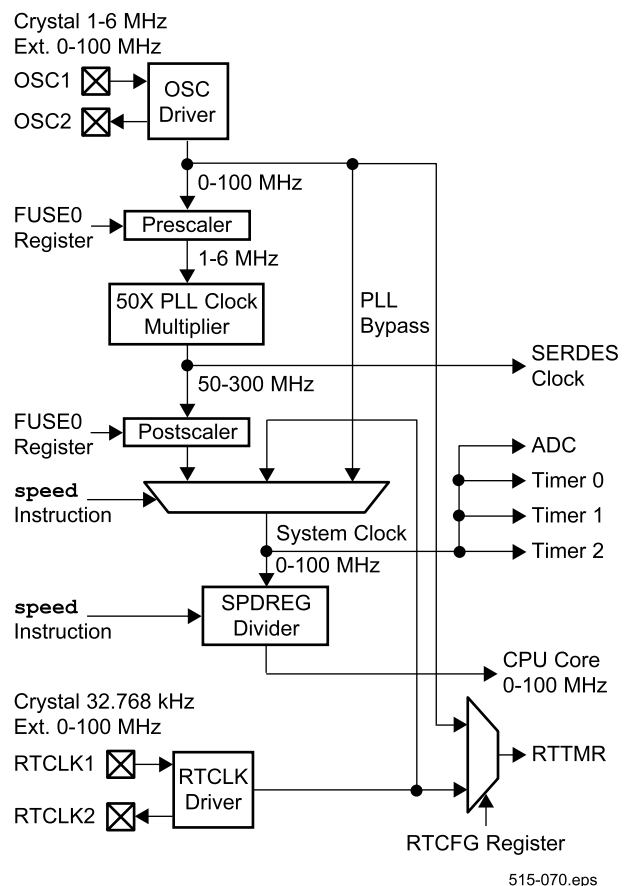 Crystal 1-6 MHz
Ext. 0-100 MHz
OSC1
OSC2
OSC
Driver
0-100 MHz
FUSE0
Register
Prescaler
1-6 MHz
50X PLL Clock
Multiplier
PLL
Bypass
SERDES
Clock
50-300 MHz
FUSE0
Register
Postscaler
ADC
Timer 0
Timer 1
Timer 2
speed
Instruction
System Clock
0-100 MHz
speed
Instruction
SPDREG
Divider
CPU Core
0-100 MHz
Crystal 32.768 kHz
Ext. 0-100 MHz
RTCLK1
RTCLK2
RTCLK
Driver
RTTMR
RTCFG Register
515-070.eps